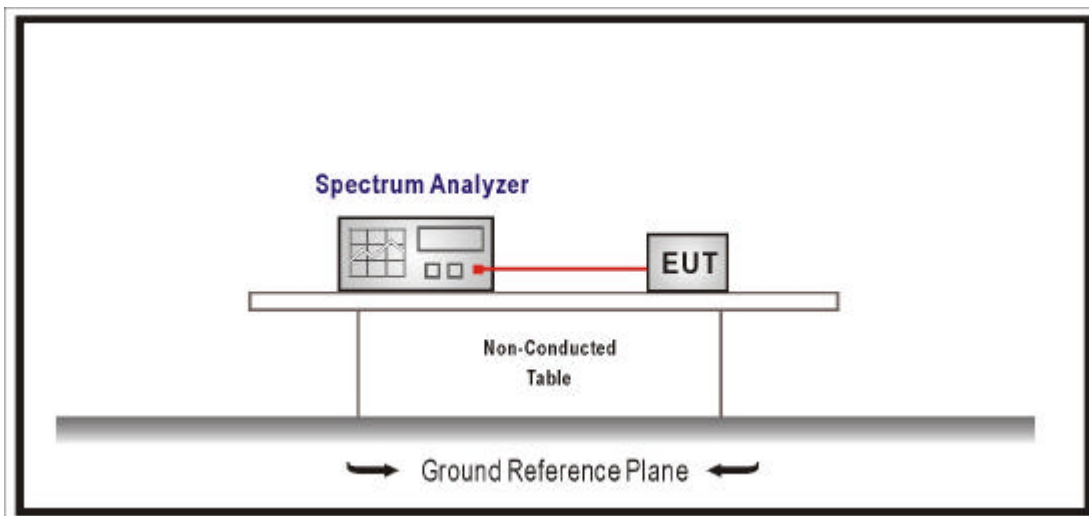 Spectrum Analyzer
EUT
Non-Conducted
Table
Ground Reference Plane